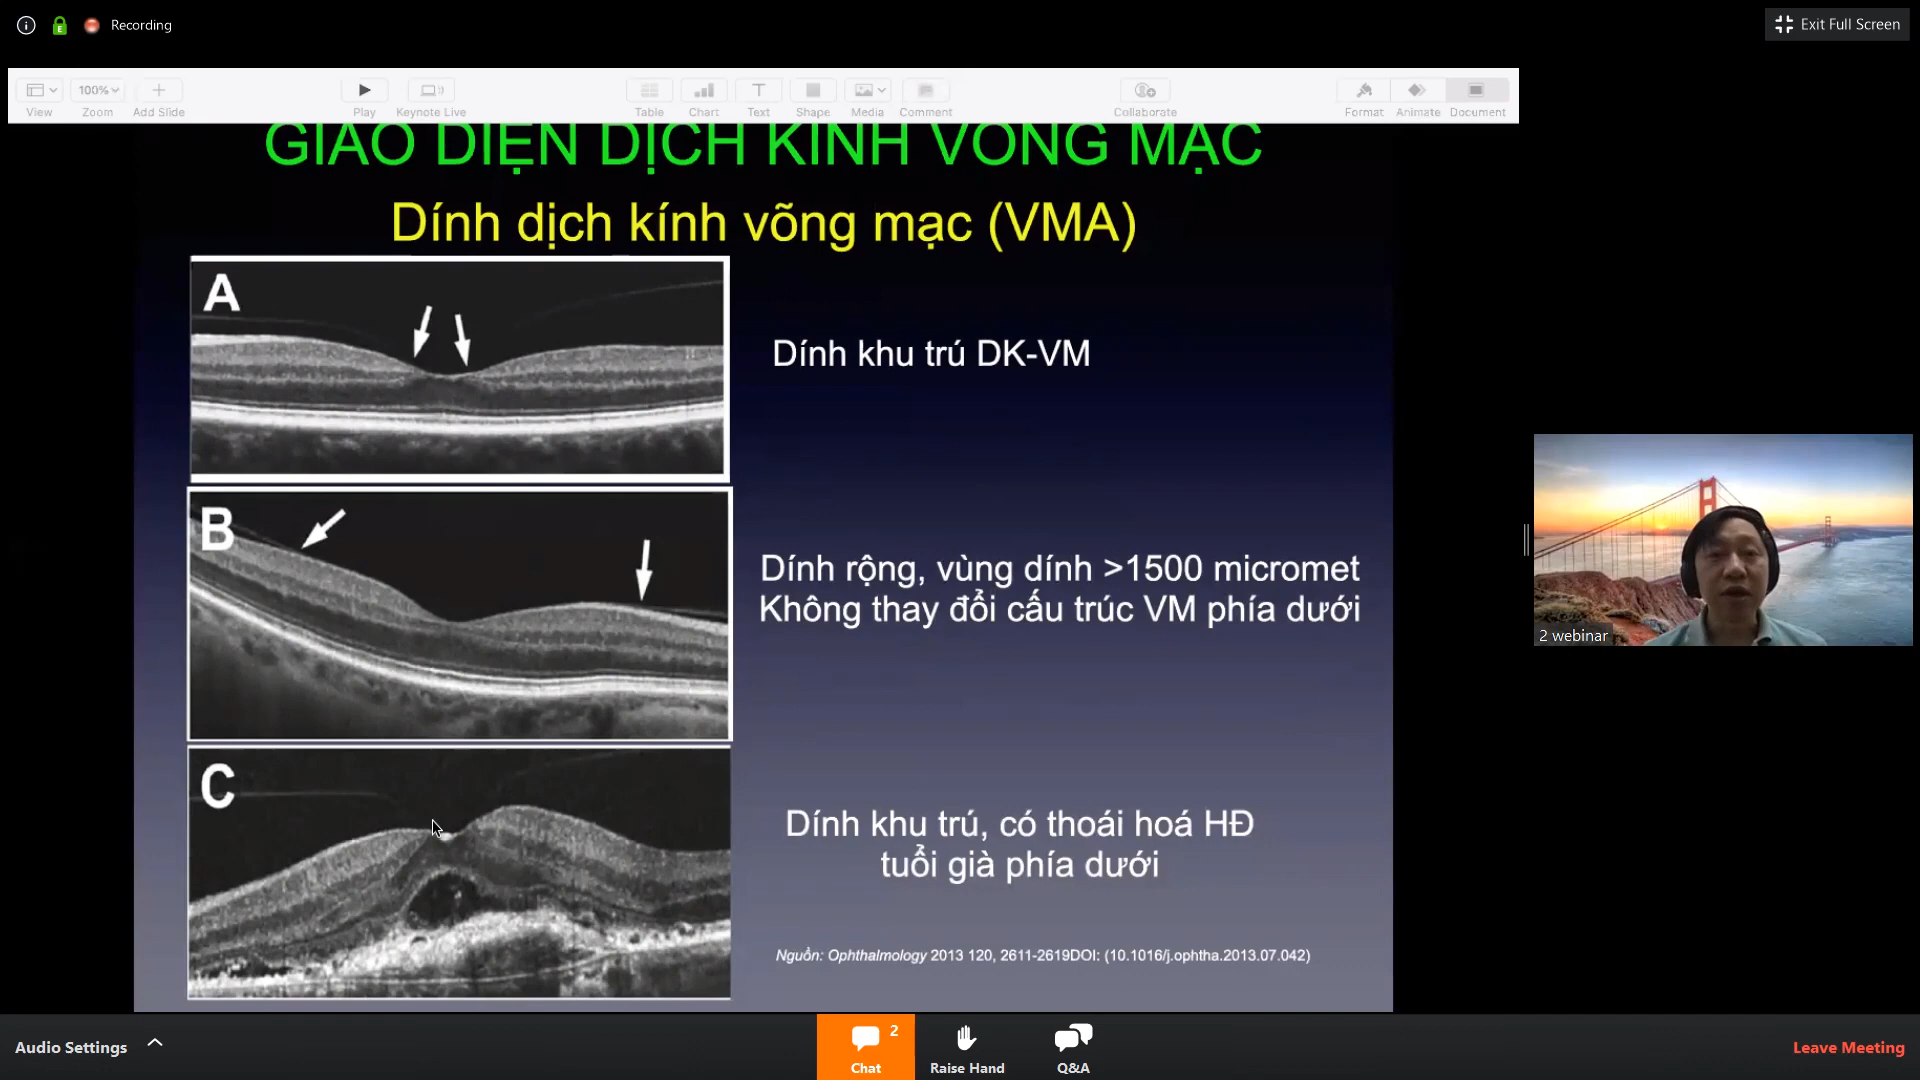 Recording
Exit Full Screen
100%
View
Zoom
Add Slide
Play
Keynote Live
Table
Chart
Text
Shape
Media
Comment
Collaborate
Format
Animate
Document
GIAO DIỆN DỊCH KÍNH VÕNG MẠC
Dính dịch kính võng mạc (VMA)
A
Dính khu trú DK-VM
B
Dính rộng, vùng dính >1500 micromet
Không thay đổi cấu trúc VM phía dưới
C
Dính khu trú, có thoái hoá HĐ
tuổi già phía dưới
Nguồn: Ophthalmology 2013 120, 2611-2619DOI: (10.1016/j.ophtha.2013.07.042)
2 webinar
Audio Settings
2
Chat
Raise Hand
Q&A
Leave Meeting